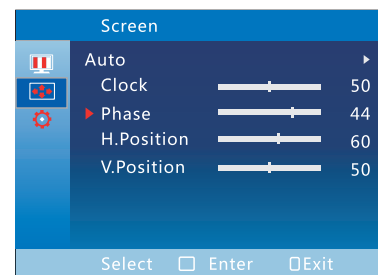 Screen
Auto
Clock 50
Phase 44
H.Position 60
V.Position 50
Select Enter Exit